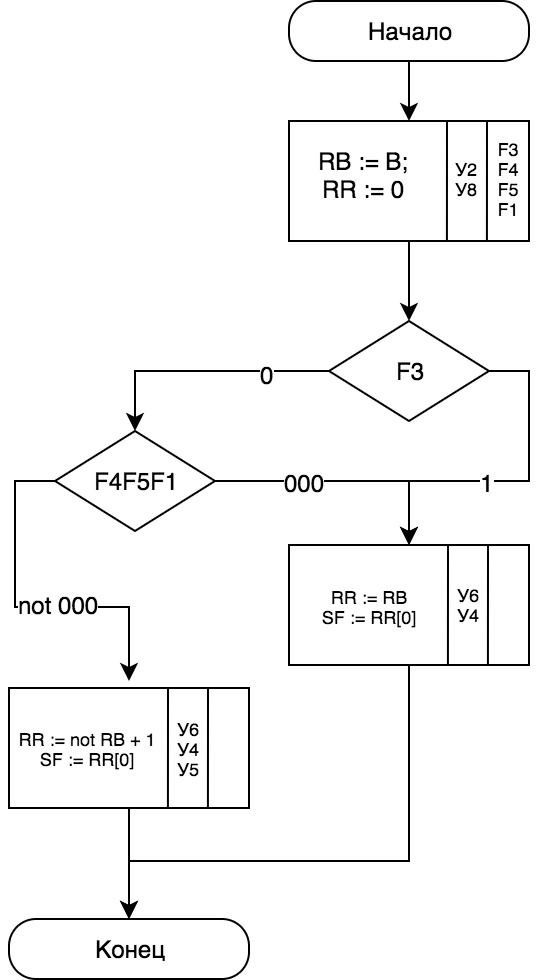 Начало
RB := B;
RR := 0
У2
У8
F3
F4
F5
F1
F3
0
F4F5F1
000
1
not 000
RR := RB
SF := RR[0]
У6
У4
RR := not RB + 1
SF := RR[0]
У6
У4
У5
Конец